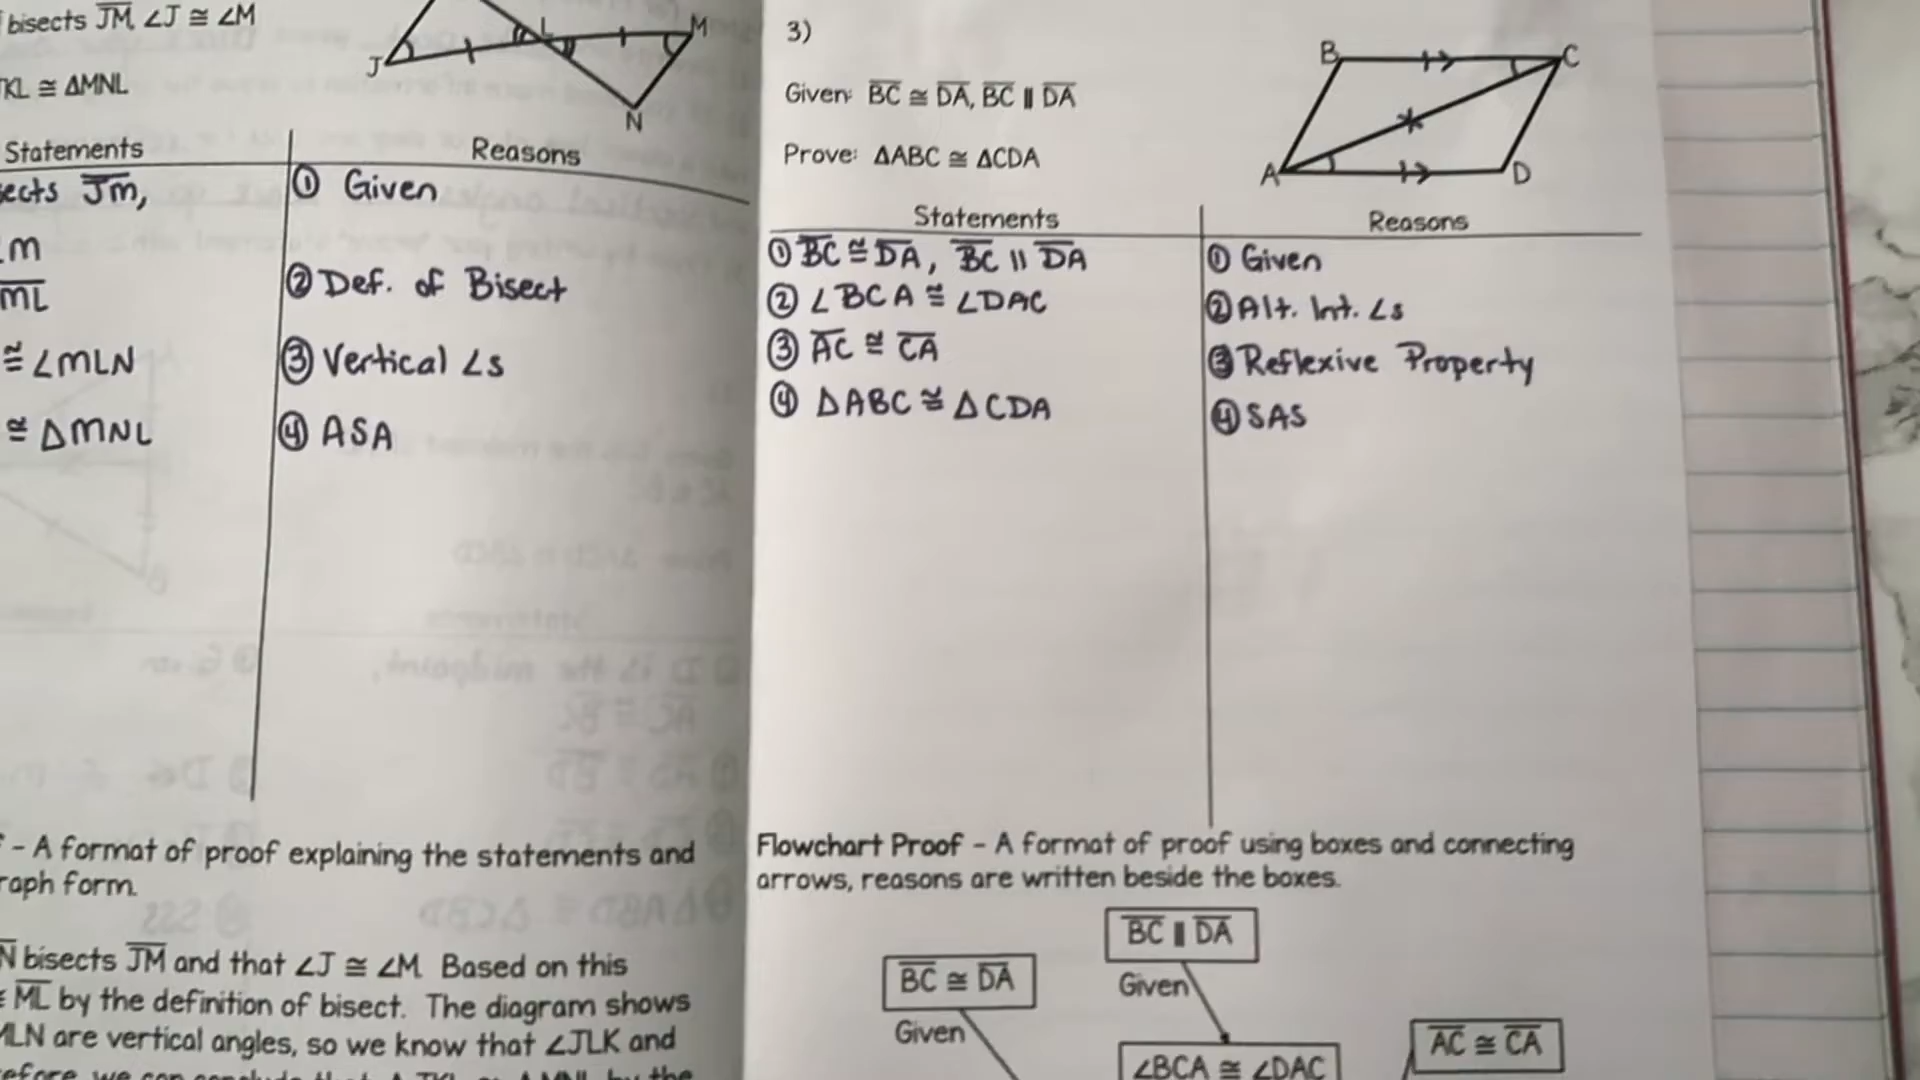 bisects JM, ∠J ≅ ∠M
KL ≅ ΔMNL
J
L
M
N
Statements
Reasons
JM,
① Given
m
ML
② Def. of Bisect
≅ ∠MLN
③ Vertical ∠s
≅ ΔMNL
④ ASA
– A format of proof explaining the statements and
form.
bisects JM and that ∠J ≅ ∠M. Based on this
ML by the definition of bisect. The diagram shows
are vertical angles, so we know that ∠JLK and
3)
Given: BC ≅ DA, BC ∥ DA
Prove: ΔABC ≅ ΔCDA
B
C
A
D
Statements
Reasons
① BC ≅ DA, BC ∥ DA
① Given
② ∠BCA ≅ ∠DAC
② Alt. Int. ∠s
③ AC ≅ CA
③ Reflexive Property
④ ΔABC ≅ ΔCDA
④ SAS
Flowchart Proof – A format of proof using boxes and connecting
arrows, reasons are written beside the boxes.
BC ∥ DA
Given
BC ≅ DA
Given
∠BCA ≅ ∠DAC
AC ≅ CA